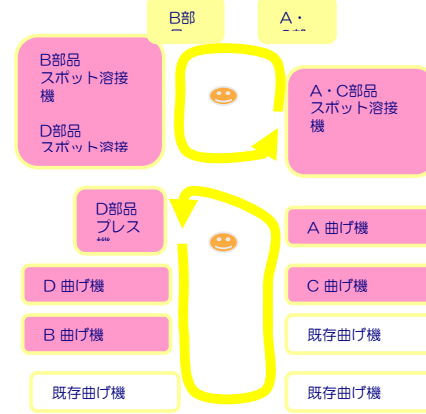 B部
A・
B部品
スポット溶接
機
D部品
スポット溶接
A・C部品
スポット溶接
機
D部品
プレス
A 曲げ機
D 曲げ機
C 曲げ機
B 曲げ機
既存曲げ機
既存曲げ機
既存曲げ機